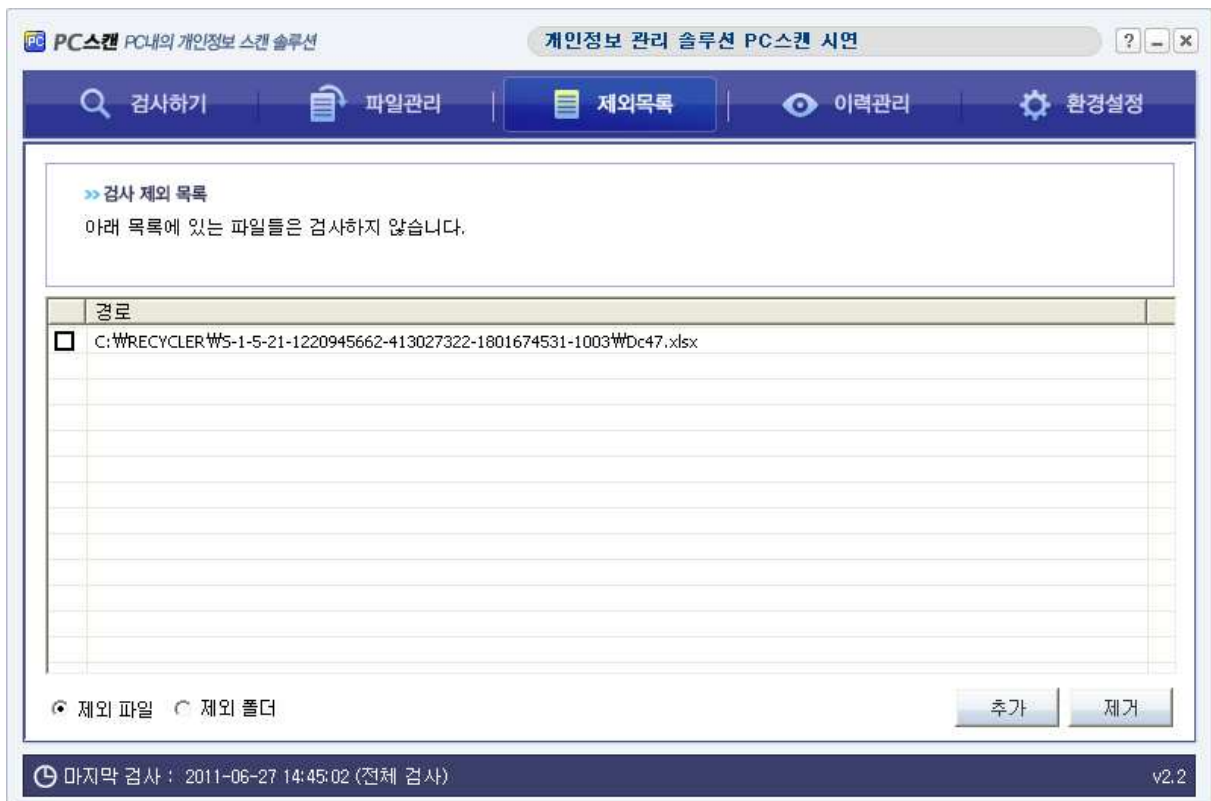 PC PC스캔 PC내의 개인정보 스캔 솔루션 개인정보 관리 솔루션 PC스캔 시연 ? – ×
검사하기 파일관리 제외목록 이력관리 환경설정
>> 검사 제외 목록
아래 목록에 있는 파일들은 검사하지 않습니다.
경로
C:₩RECYCLER₩S-1-5-21-1220945662-413027322-1801674531-1003₩Dc47.xlsx
제외 파일 제외 폴더 추가 제거
마지막 검사 : 2011-06-27 14:45:02 (전체 검사) v2.2